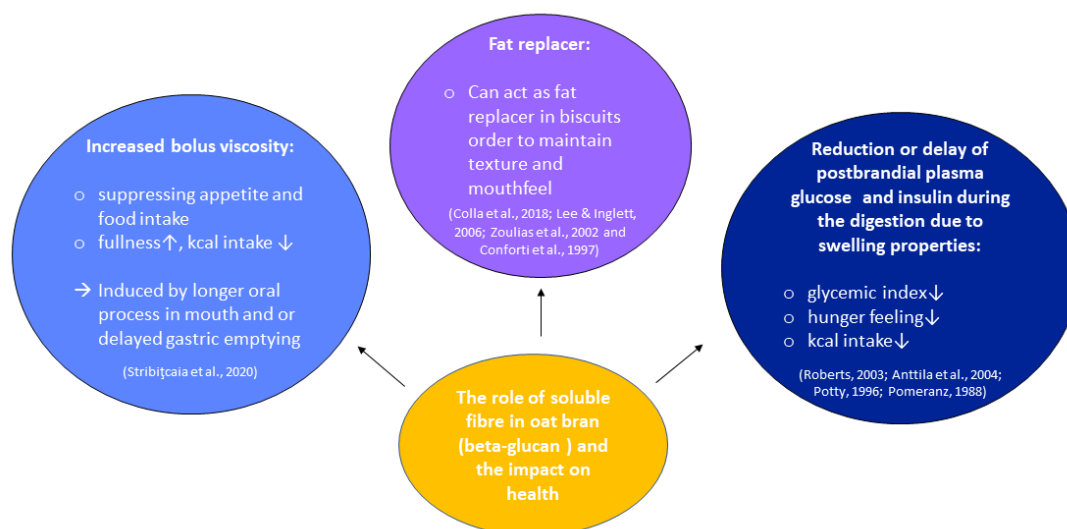 Fat replacer:
o Can act as fat
replacer in biscuits
order to maintain
texture and
mouthfeel
(Colla et al., 2018; Lee & Inglett,
2006; Zoulias et al., 2002 and
Conforti et al., 1997)
Increased bolus viscosity:
o suppressing appetite and
food intake
o fullness↑, kcal intake ↓
→ Induced by longer oral
process in mouth and or
delayed gastric emptying
(Stribiţcaia et al., 2020)
Reduction or delay of
postbrandial plasma
glucose and insulin during
the digestion due to
swelling properties:
o glycemic index↓
o hunger feeling↓
o kcal intake↓
(Roberts, 2003; Anttila et al., 2004;
Potty, 1996; Pomeranz, 1988)
The role of soluble
fibre in oat bran
(beta-glucan ) and
the impact on
health